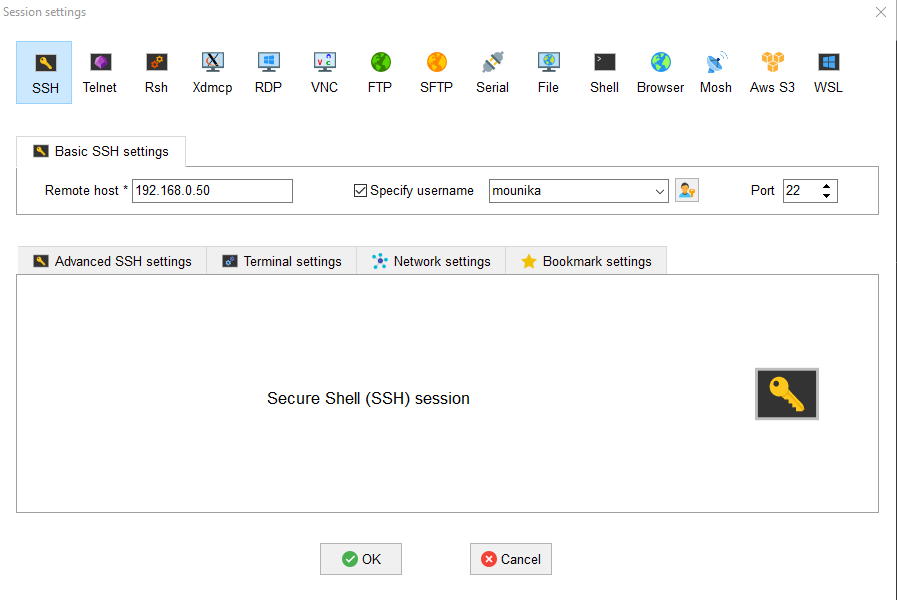 Session settings
SSH Telnet Rsh Xdmcp RDP VNC FTP SFTP Serial File Shell Browser Mosh Aws S3 WSL
Basic SSH settings
Remote host * 192.168.0.50 Specify username mounika Port 22
Advanced SSH settings Terminal settings Network settings Bookmark settings
Secure Shell (SSH) session
OK Cancel